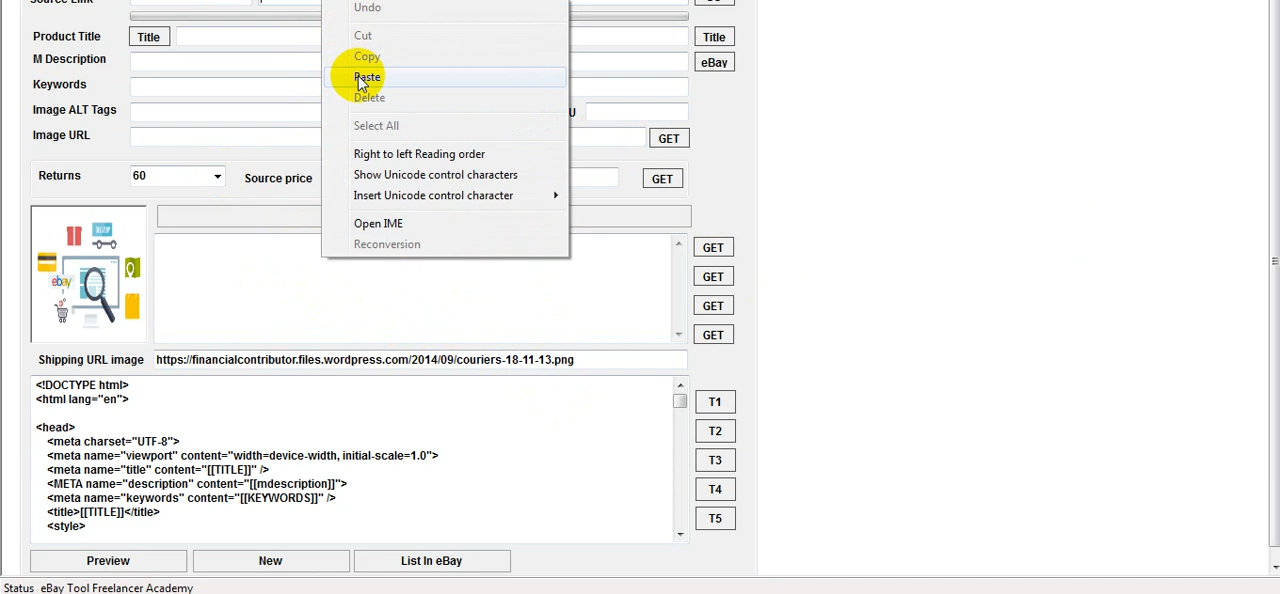 Source Link
Undo
Product Title Title Cut Title
M Description Copy eBay
Keywords Paste
Delete
Image ALT Tags U
Select All
Image URL GET
Right to left Reading order
Returns 60 Source price Show Unicode control characters GET
Insert Unicode control character
Open IME
Reconversion
ebay
GET
GET
GET
GET
Shipping URL image https://financialcontributor.files.wordpress.com/2014/09/couriers-18-11-13.png
<!DOCTYPE html>
<html lang="en">
<head>
<meta charset="UTF-8">
<meta name="viewport" content="width=device-width, initial-scale=1.0">
<meta name="title" content="[[TITLE]]" />
<META name="description" content="[[mdescription]]">
<meta name="keywords" content="[[KEYWORDS]]" />
<title>[[TITLE]]</title>
<style>
T1
T2
T3
T4
T5
Preview New List In eBay
Status eBay Tool Freelancer Academy